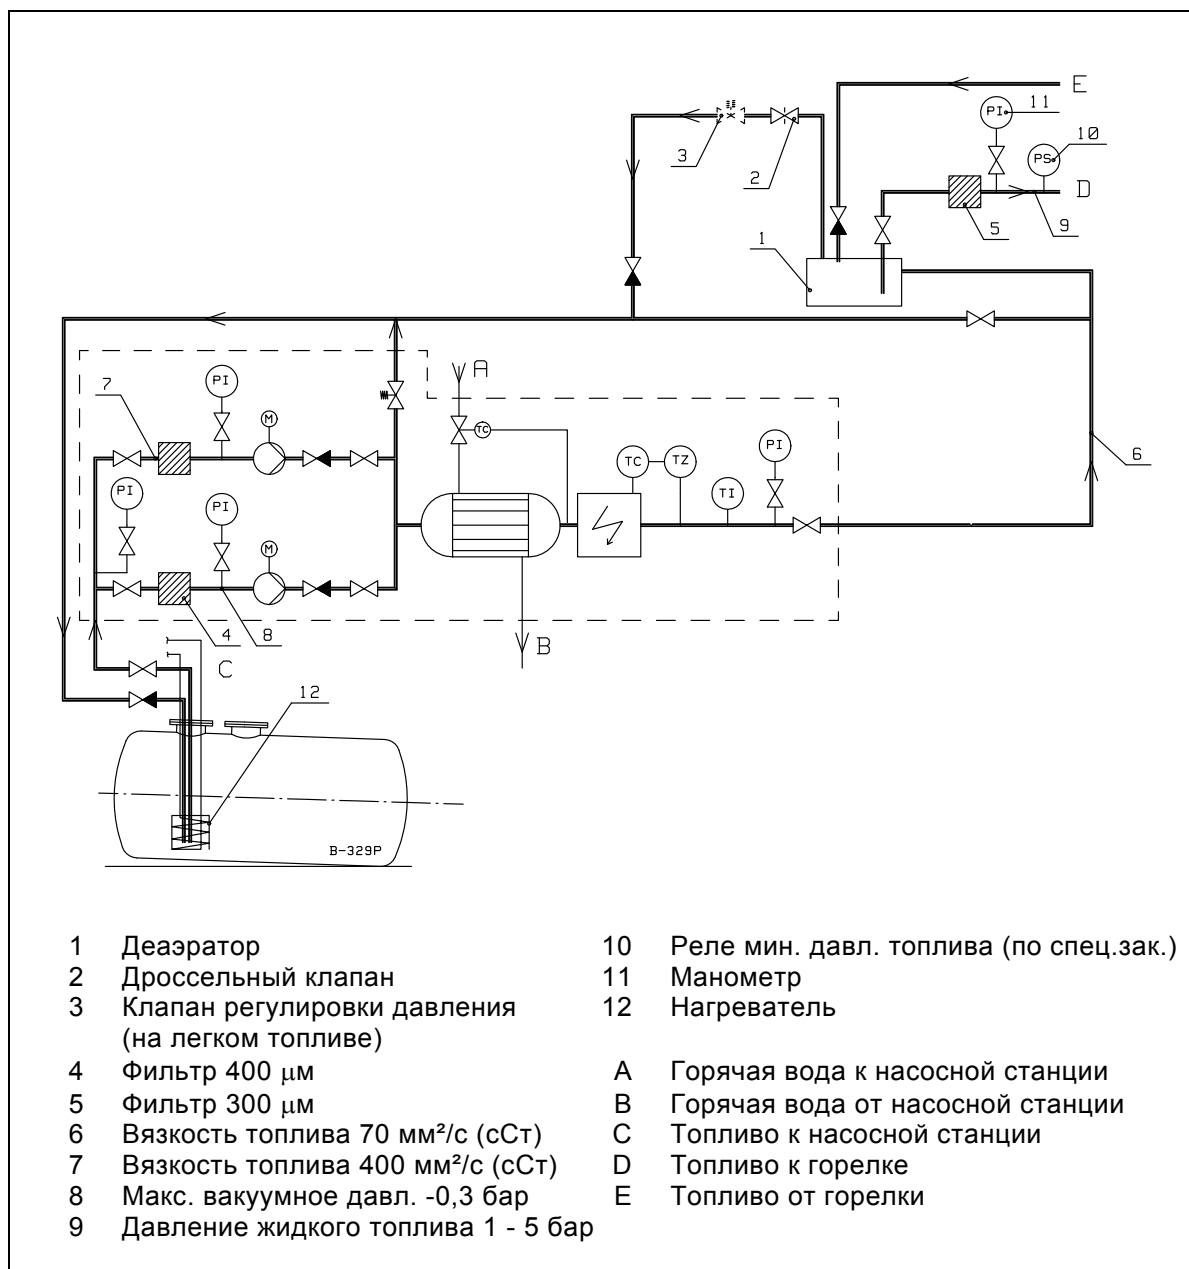 E
PI
11
10
PS
3
2
D
5
9
1
A
7
PI
M
TC
PI
TC
TZ
PI
6
PI
TI
M
4
8
B
C
12
B-329P
1 Деаэратор
2 Дроссельный клапан
3 Клапан регулировки давления
(на легком топливе)
4 Фильтр 400 μм
5 Фильтр 300 μм
6 Вязкость топлива 70 мм²/с (сСт)
7 Вязкость топлива 400 мм²/с (сСт)
8 Макс. вакуумное давл. -0,3 бар
9 Давление жидкого топлива 1 - 5 бар
10 Реле мин. давл. топлива (по спец.зак.)
11 Манометр
12 Нагреватель
A Горячая вода к насосной станции
B Горячая вода от насосной станции
C Топливо к насосной станции
D Топливо к горелке
E Топливо от горелки